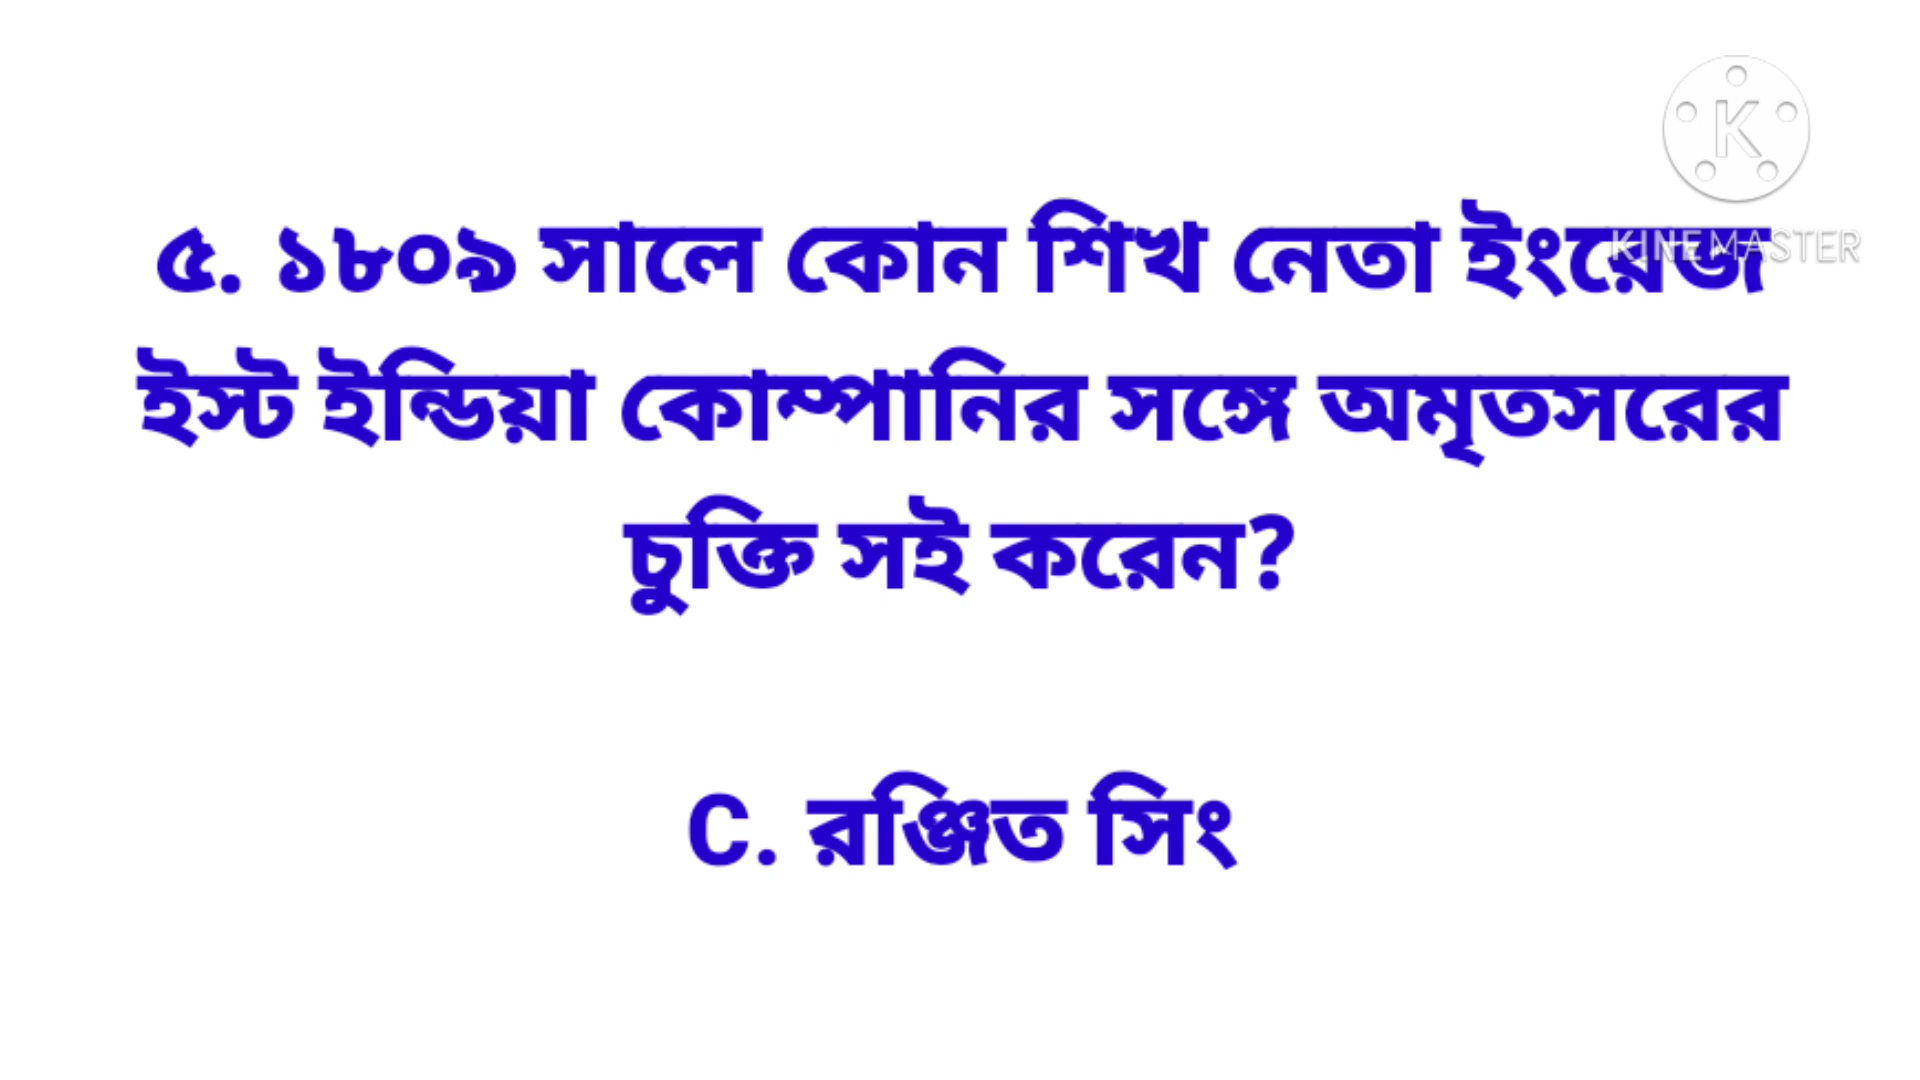 ৫. ১৮০৯ সালে কোন শিখ নেতা ইংরেজ
ইস্ট ইন্ডিয়া কোম্পানির সঙ্গে অমৃতসরের
চুক্তি সই করেন?
C. রঞ্জিত সিং
K
KINEMASTER